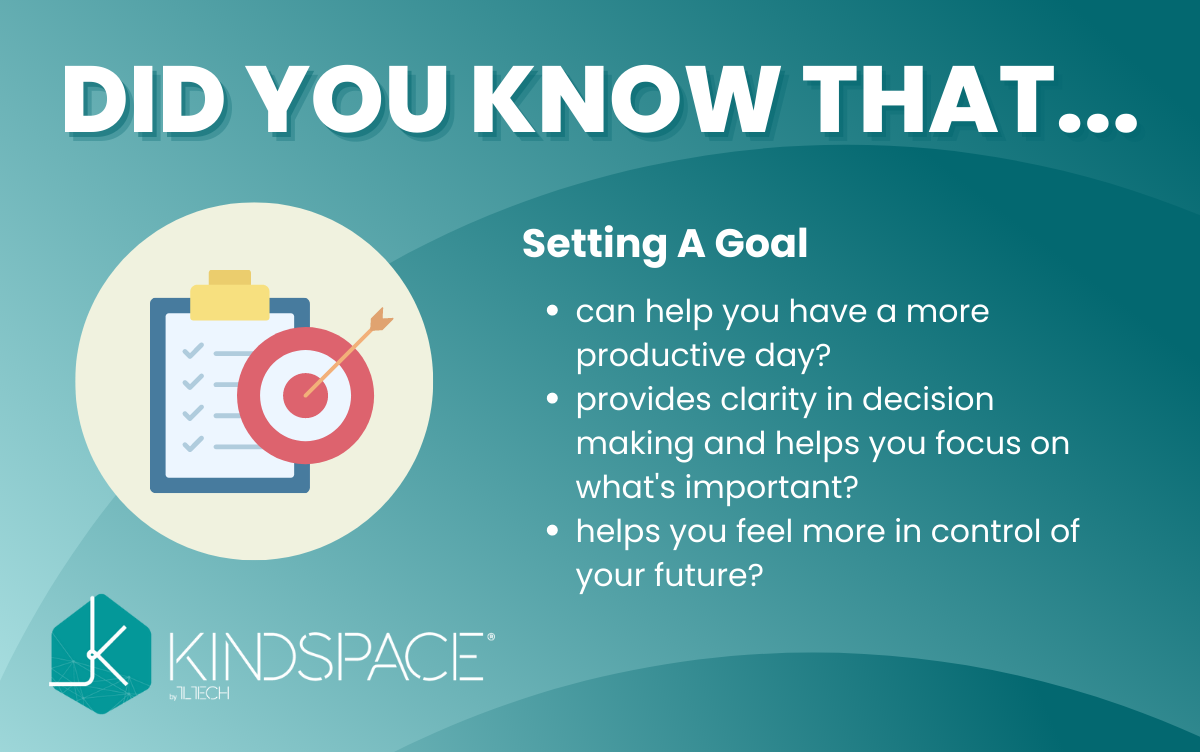 DID YOU KNOW THAT...
Setting A Goal
• can help you have a more
productive day?
• provides clarity in decision
making and helps you focus on
what's important?
• helps you feel more in control of
your future?
KINDSPACE®
by TLTECH